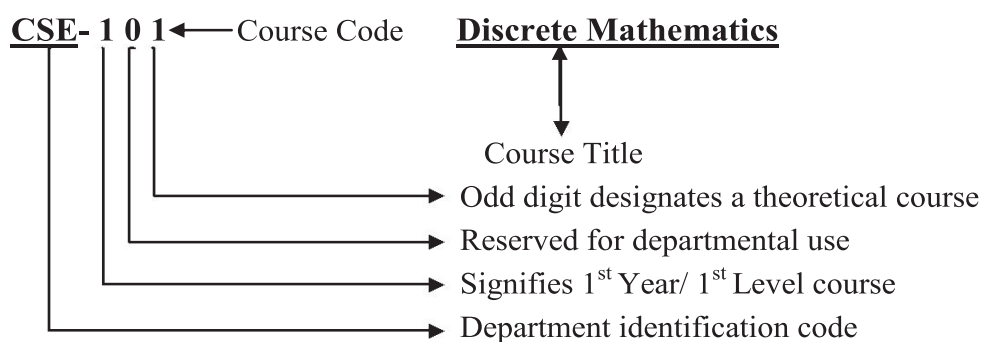 CSE- 1 0 1 Course Code Discrete Mathematics
Course Title
Odd digit designates a theoretical course
Reserved for departmental use
Signifies 1st Year/ 1st Level course
Department identification code